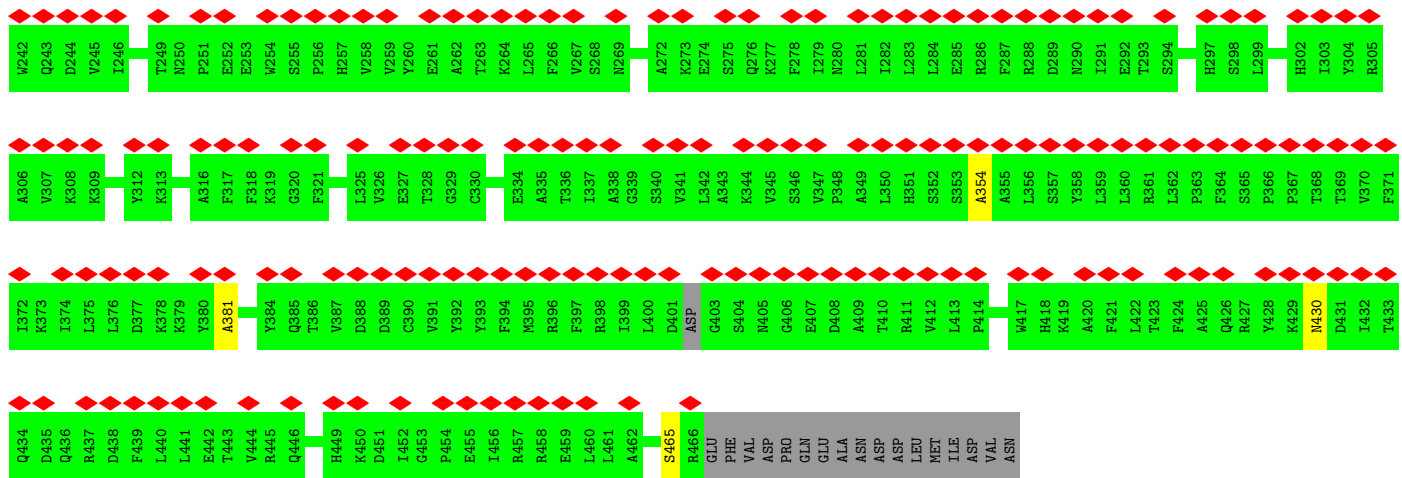 W242 Q243 D244 V245 I246 T249 N250 P251 E252 E253 W254 S255 P256 H257 V258 V259 Y260 E261 A262 T263 K264 L265 F266 V267 S268 N269 A272 K273 E274 S275 Q276 K277 F278 I279 N280 L281 I282 L283 L284 E285 R286 F287 R288 D289 N290 I291 E292 T293 S294 H297 S298 L299 H302 I303 Y304 R305
A306 V307 K308 K309 Y312 K313 A316 F317 F318 K319 G320 F321 L325 V326 E327 T328 G329 C330 E334 A335 T336 I337 A338 G339 S340 V341 L342 A343 K344 V345 S346 V347 P348 A349 L350 H351 S352 S353 A354 A355 L356 S357 Y358 L359 L360 R361 L362 P363 F364 S365 P366 P367 T368 T369 V370 F371
I372 K373 I374 L375 L376 D377 K378 K379 Y380 A381 Y384 Q385 T386 V387 D388 D389 C390 V391 Y392 Y393 F394 M395 R396 F397 R398 I399 L400 D401 ASP G403 S404 N405 G406 E407 D408 A409 T410 R411 V412 L413 P414 W417 H418 K419 A420 F421 L422 T423 F424 A425 Q426 R427 Y428 K429 N430 D431 I432 T433
Q434 D435 Q436 R437 D438 F439 L440 L441 E442 T443 V444 R445 Q446 H449 K450 D451 I452 G453 P454 E455 I456 R457 R458 E459 L460 L461 A462 S465 R466 GLU PHE VAL ASP PRO GLN GLU ALA ASN ASP ASP LEU MET ILE ASP VAL ASN